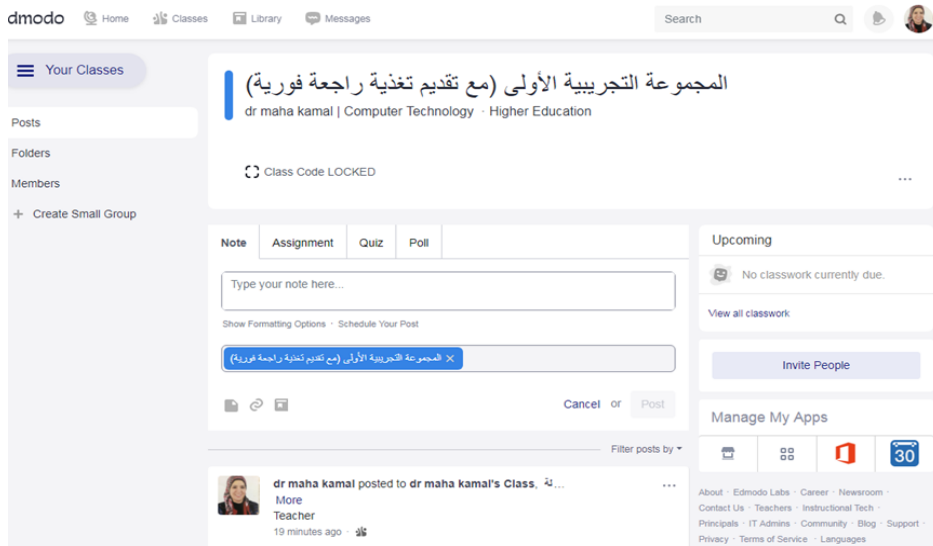 dmodo Home Classes Library Messages Search
Your Classes
Posts
Folders
Members
+ Create Small Group
المجموعة التجريبية الأولى (مع تقديم تغذية راجعة فورية)
dr maha kamal | Computer Technology · Higher Education
Class Code LOCKED
...
Note Assignment Quiz Poll
Type your note here...
Show Formatting Options · Schedule Your Post
المجموعة التجريبية الأولى (مع تقديم تغذية راجعة فورية) ×
Cancel or Post
Filter posts by
dr maha kamal posted to dr maha kamal's Class, ...
More
Teacher
19 minutes ago ·
Upcoming
No classwork currently due.
View all classwork
Invite People
Manage My Apps
30
About · Edmodo Labs · Career · Newsroom ·
Contact Us · Teachers · Instructional Tech ·
Principals · IT Admins · Community · Blog · Support ·
Privacy · Terms of Service · Languages